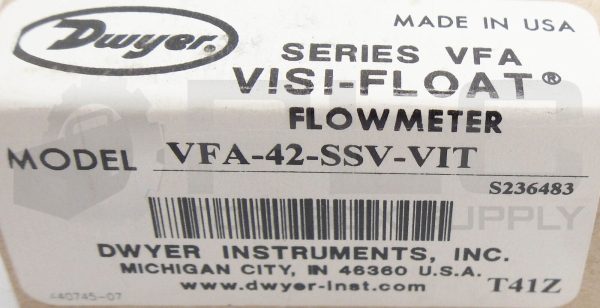 Dwyer®
MADE IN USA
SERIES VFA
VISI-FLOAT®
FLOWMETER
MODEL VFA-42-SSV-VIT
S236483
DWYER INSTRUMENTS, INC.
MICHIGAN CITY, IN 46360 U.S.A.
www.dwyer-inst.com
T41Z
440745-07